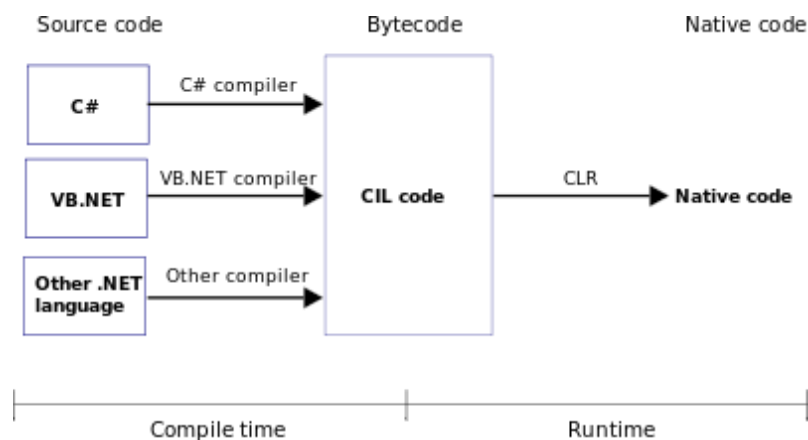 Source code
Bytecode
Native code
C# compiler
C#
VB.NET compiler
VB.NET
CIL code
CLR
Native code
Other compiler
Other .NET
language
Compile time
Runtime